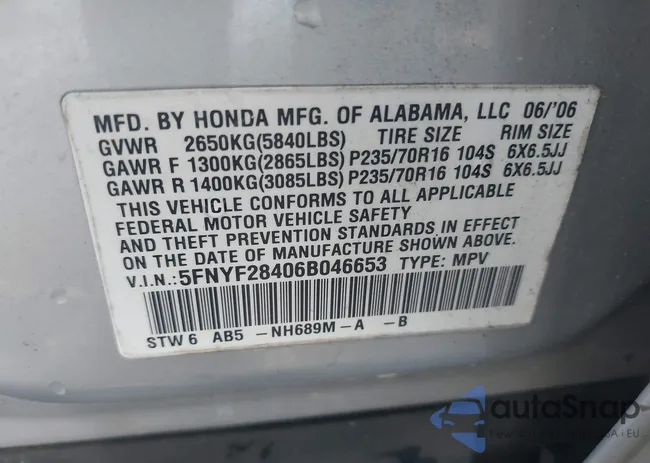 MFD. BY HONDA MFG. OF ALABAMA, LLC 06/'06
GVWR 2650KG(5840LBS) TIRE SIZE RIM SIZE
GAWR F 1300KG(2865LBS) P235/70R16 104S 6X6.5JJ
GAWR R 1400KG(3085LBS) P235/70R16 104S 6X6.5JJ
THIS VEHICLE CONFORMS TO ALL APPLICABLE
FEDERAL MOTOR VEHICLE SAFETY
AND THEFT PREVENTION STANDARDS IN EFFECT
ON THE DATE OF MANUFACTURE SHOWN ABOVE.
V.I.N.: 5FNYF28406B046653 TYPE: MPV
STW 6 AB5 -NH689M-A -B
autoSnap